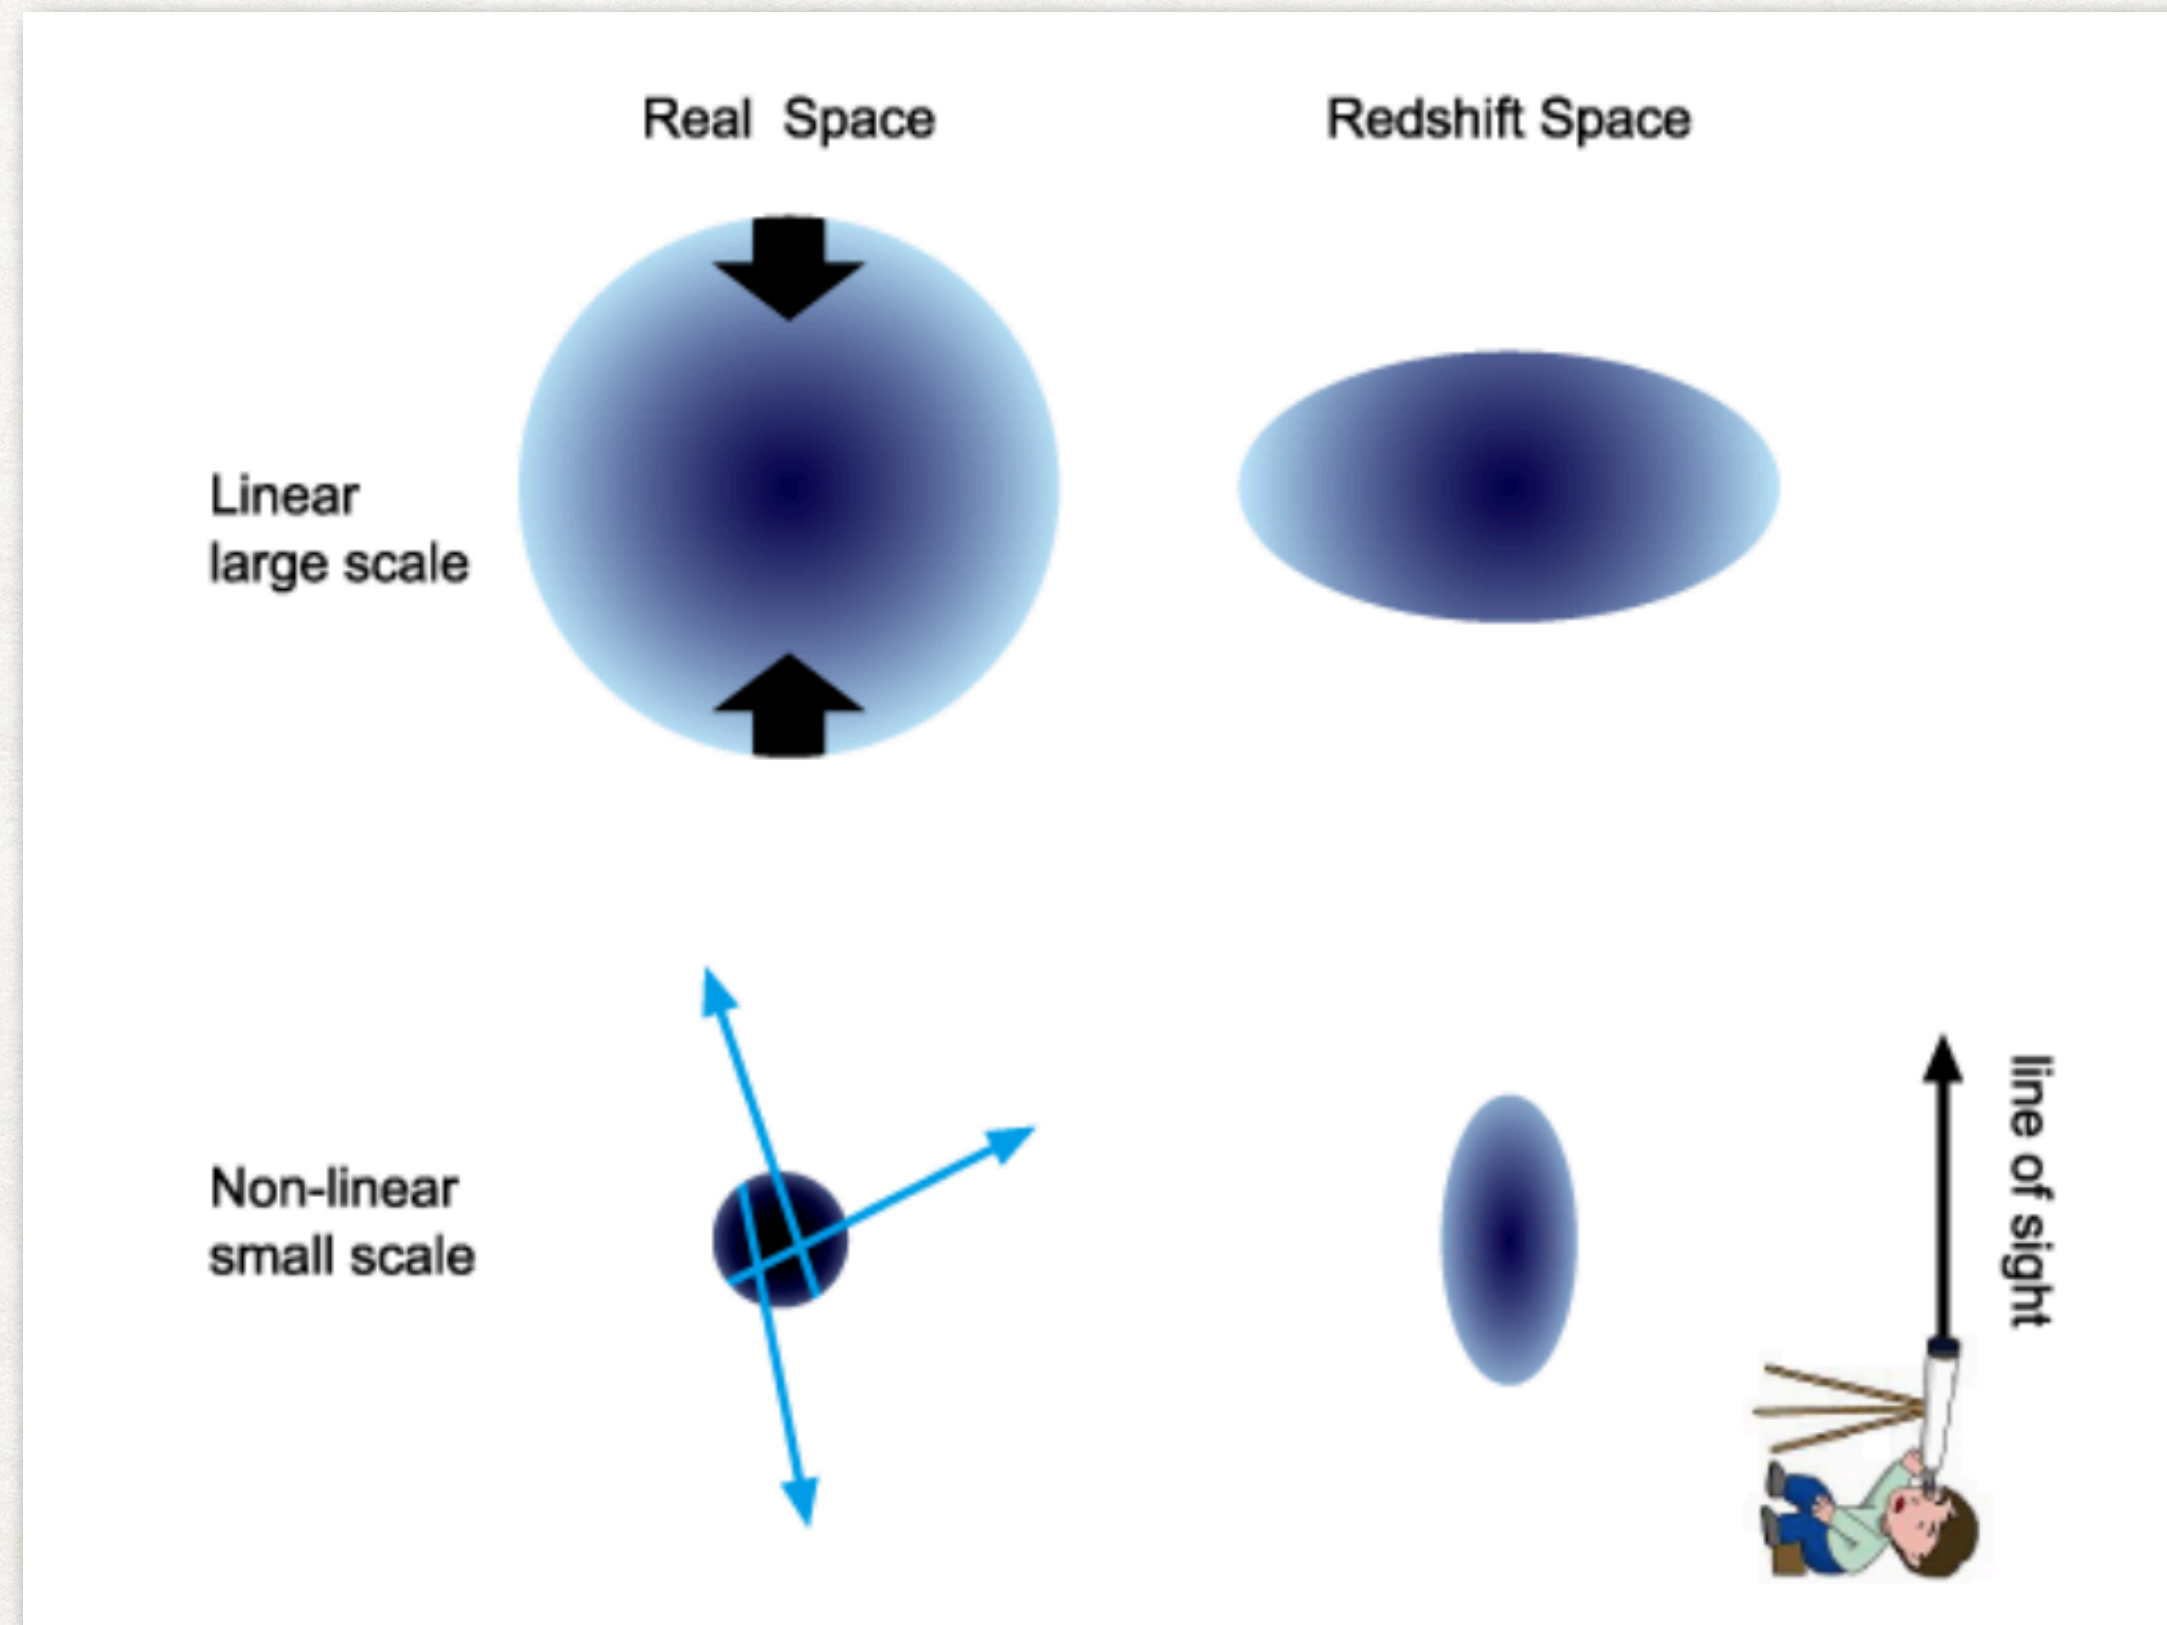 Real Space
Redshift Space
Linear
large scale
Non-linear
small scale
line of sight